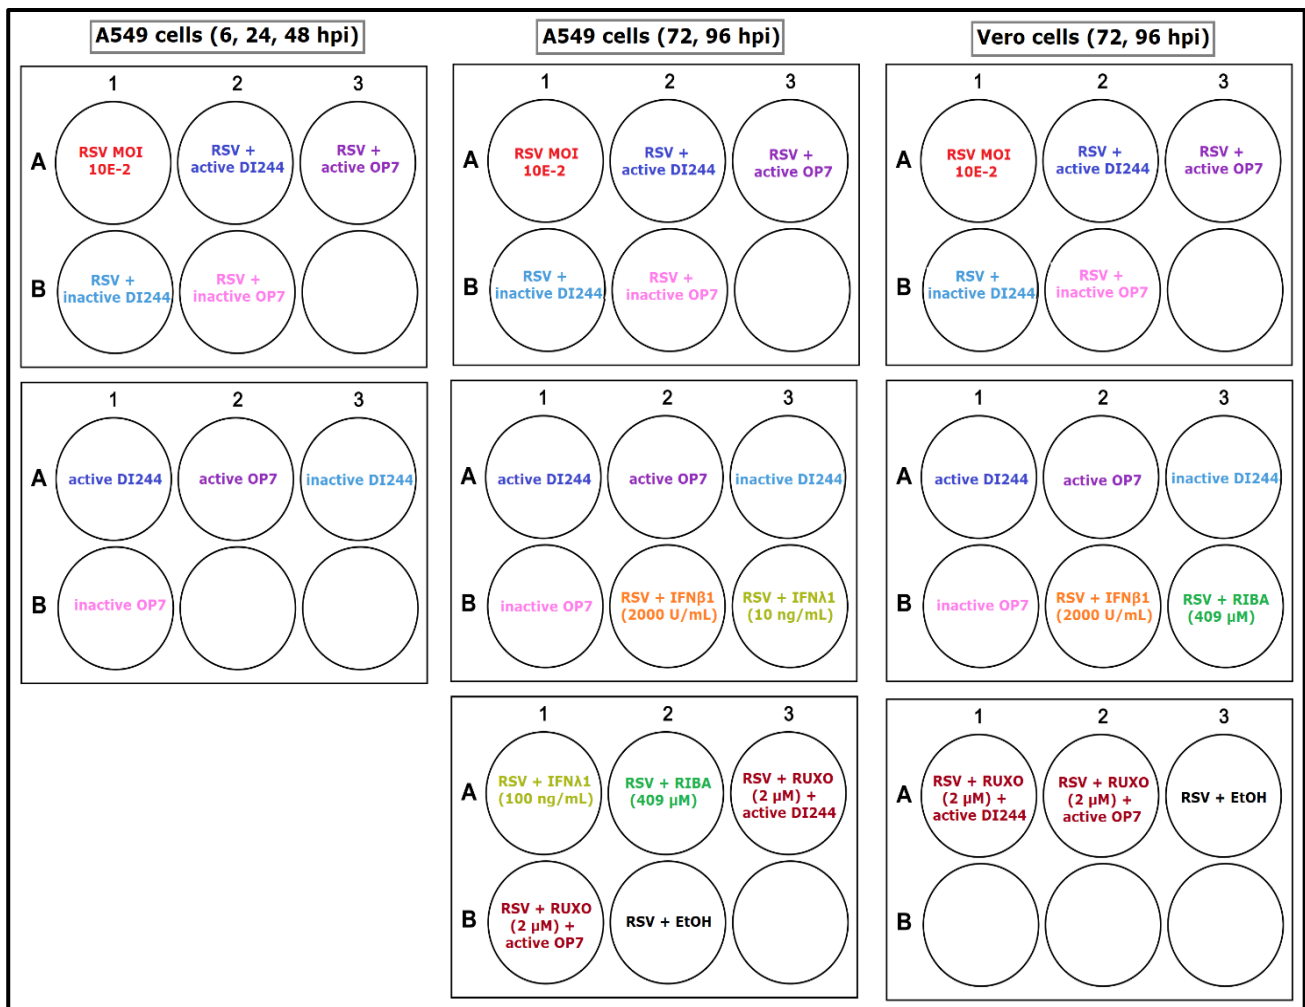 A549 cells (6, 24, 48 hpi)
1 2 3
A
RSV MOI
10E-2
RSV +
active DI244
RSV +
active OP7
B
RSV +
inactive DI244
RSV +
inactive OP7
1 2 3
A
active DI244
active OP7
inactive DI244
B
inactive OP7
A549 cells (72, 96 hpi)
1 2 3
A
RSV MOI
10E-2
RSV +
active DI244
RSV +
active OP7
B
RSV +
inactive DI244
RSV +
inactive OP7
1 2 3
A
active DI244
active OP7
inactive DI244
B
inactive OP7
RSV + IFNβ1
(2000 U/mL)
RSV + IFNλ1
(10 ng/mL)
1 2 3
A
RSV + IFNλ1
(100 ng/mL)
RSV + RIBA
(409 µM)
RSV + RUXO
(2 µM) +
active DI244
B
RSV + RUXO
(2 µM) +
active OP7
RSV + EtOH
Vero cells (72, 96 hpi)
1 2 3
A
RSV MOI
10E-2
RSV +
active DI244
RSV +
active OP7
B
RSV +
inactive DI244
RSV +
inactive OP7
1 2 3
A
active DI244
active OP7
inactive DI244
B
inactive OP7
RSV + IFNβ1
(2000 U/mL)
RSV + RIBA
(409 µM)
1 2 3
A
RSV + RUXO
(2 µM) +
active DI244
RSV + RUXO
(2 µM) +
active OP7
RSV + EtOH
B